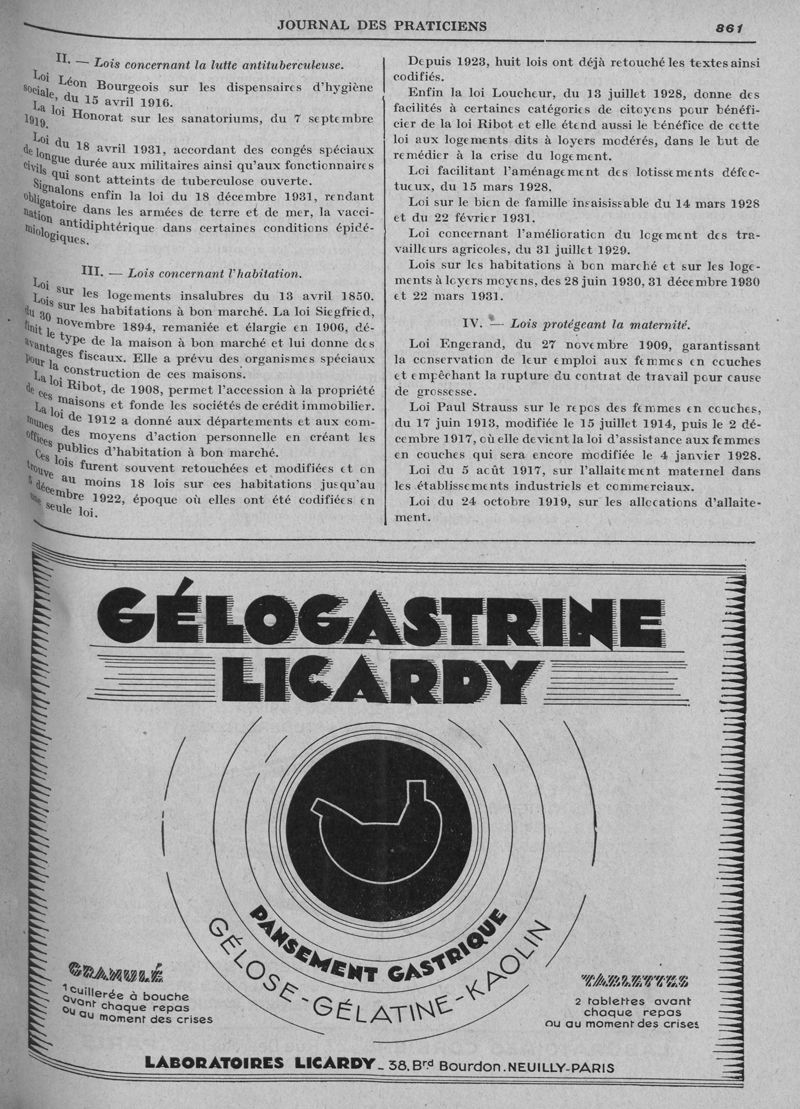 JOURNAL DES PRATICIENS 861
II. — Lois concernant la lutte antituberculeuse.
Loi Léon Bourgeois sur les dispensaires d'hygiène
sociale, du 15 avril 1916.
La loi Honorat sur les sanatoriums, du 7 septembre
1919.
Loi du 18 avril 1931, accordant des congés spéciaux
de longue durée aux militaires ainsi qu'aux fonctionnaires
civils qui sont atteints de tuberculose ouverte.
Signalons enfin la loi du 18 décembre 1931, rendant
obligatoire dans les armées de terre et de mer, la vacci-
nation antidiphtérique dans certaines conditions épidé-
miologiques.
III. — Lois concernant l'habitation.
Loi sur les logements insalubres du 13 avril 1850.
Lois sur les habitations à bon marché. La loi Siegfried,
du 30 novembre 1894, remaniée et élargie en 1906, dé-
finit le type de la maison à bon marché et lui donne des
avantages fiscaux. Elle a prévu des organismes spéciaux
pour la construction de ces maisons.
La loi Ribot, de 1908, permet l'accession à la propriété
de ces maisons et fonde les sociétés de crédit immobilier.
La loi de 1912 a donné aux départements et aux com-
munes des moyens d'action personnelle en créant les
offices publics d'habitation à bon marché.
Ces lois furent souvent retouchées et modifiées et on
trouve au moins 18 lois sur ces habitations jusqu'au
5 décembre 1922, époque où elles ont été codifiées en
une seule loi.
Depuis 1923, huit lois ont déjà retouché les textes ainsi
codifiés.
Enfin la loi Loucheur, du 13 juillet 1928, donne des
facilités à certaines catégories de citoyens pour bénéfi-
cier de la loi Ribot et elle étend aussi le bénéfice de cette
loi aux logements dits à loyers modérés, dans le but de
remédier à la crise du logement.
Loi facilitant l'aménagement des lotissements défec-
tueux, du 15 mars 1928.
Loi sur le bien de famille insaisissable du 14 mars 1928
et du 22 février 1931.
Loi concernant l'amélioration du logement des tra-
vailleurs agricoles, du 31 juillet 1929.
Lois sur les habitations à bon marché et sur les loge-
ments à loyers moyens, des 28 juin 1930, 31 décembre 1930
et 22 mars 1931.
IV. — Lois protégeant la maternité.
Loi Engerand, du 27 novembre 1909, garantissant
la conservation de leur emploi aux femmes en couches
et empêchant la rupture du contrat de travail pour cause
de grossesse.
Loi Paul Strauss sur le repos des femmes en couches,
du 17 juin 1913, modifiée le 15 juillet 1914, puis le 2 dé-
cembre 1917, où elle devient la loi d'assistance aux femmes
en couches qui sera encore modifiée le 4 janvier 1928.
Loi du 5 août 1917, sur l'allaitement maternel dans
les établissements industriels et commerciaux.
Loi du 24 octobre 1919, sur les allocations d'allaite-
ment.
GÉLOGASTRINE
LICARDY
PANSEMENT GASTRIQUE
GÉLOSE-GÉLATINE-KAOLIN
GRANULÉ
1 cuillerée à bouche
avant chaque repas
ou au moment des crises
TABLETTES
2 tablettes avant
chaque repas
ou au moment des crises
LABORATOIRES LICARDY_38,Brd Bourdon.NEUILLY-PARIS